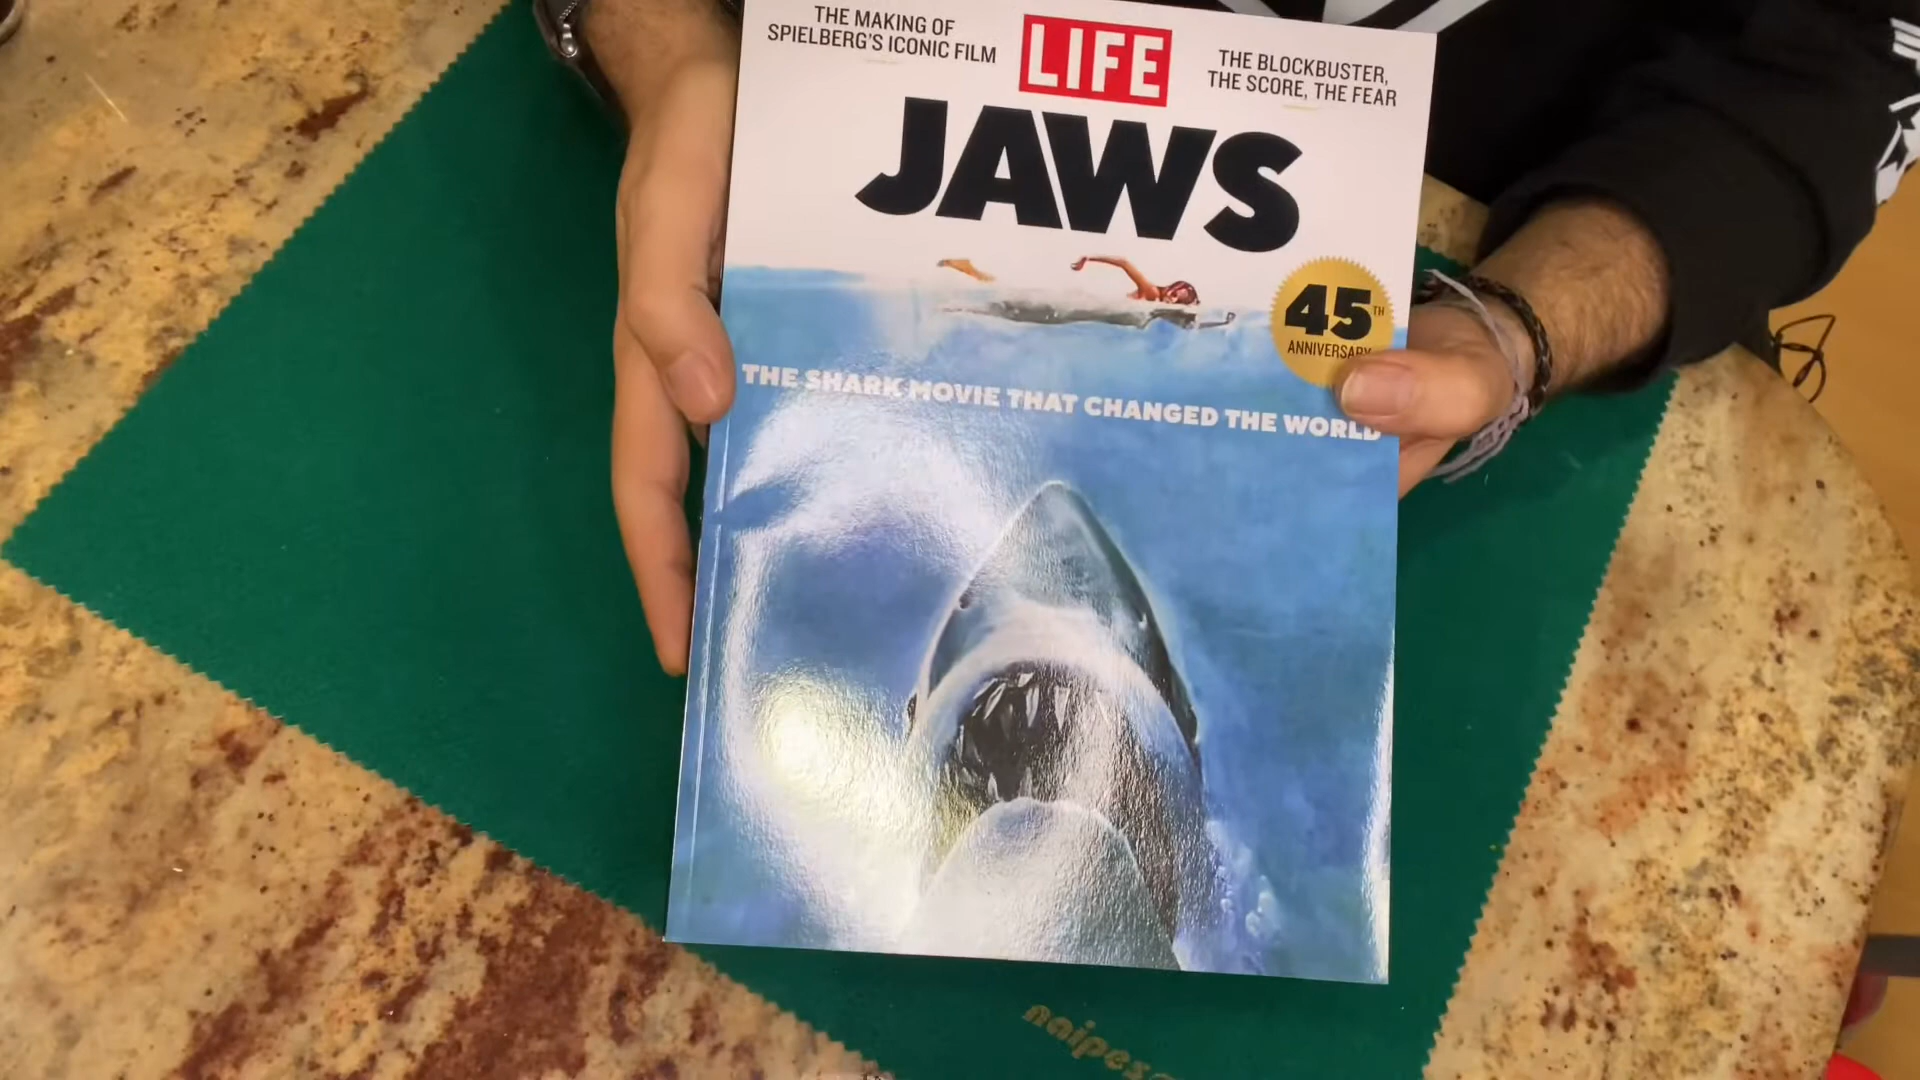 THE MAKING OF
SPIELBERG'S ICONIC FILM
LIFE
THE BLOCKBUSTER,
THE SCORE, THE FEAR
JAWS
45TH
ANNIVERSARY
THE SHARK MOVIE THAT CHANGED THE WORLD
naipes